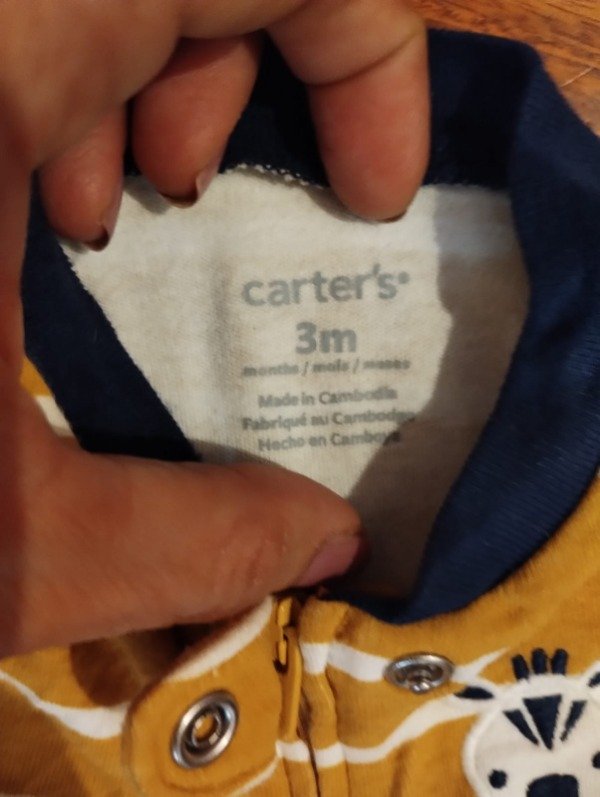 carter's®
3m
months / mois / meses
Made in Cambodia
Fabriqué au Cambodge
Hecho en Camboya